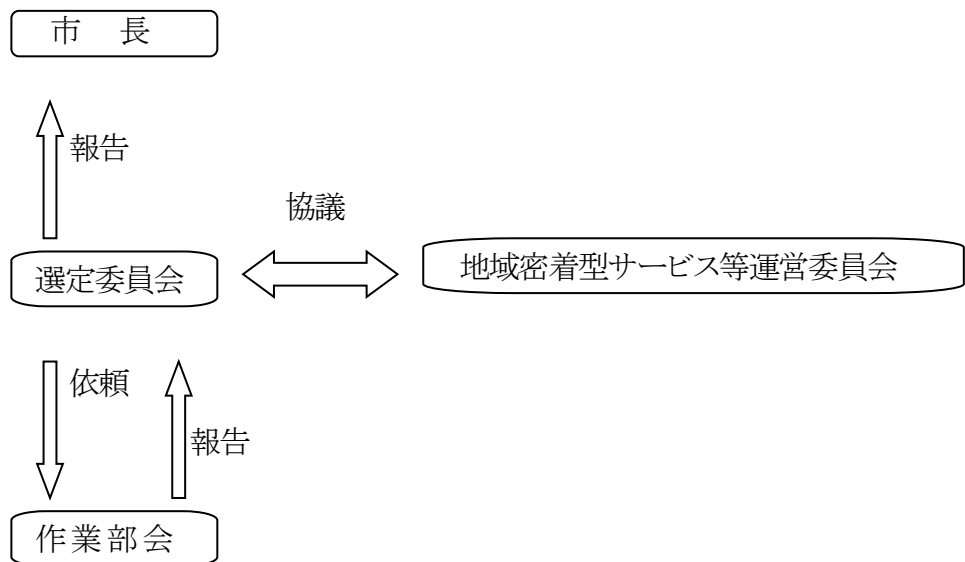 市　長
報告
協議
選定委員会
地域密着型サービス等運営委員会
依頼
報告
作業部会